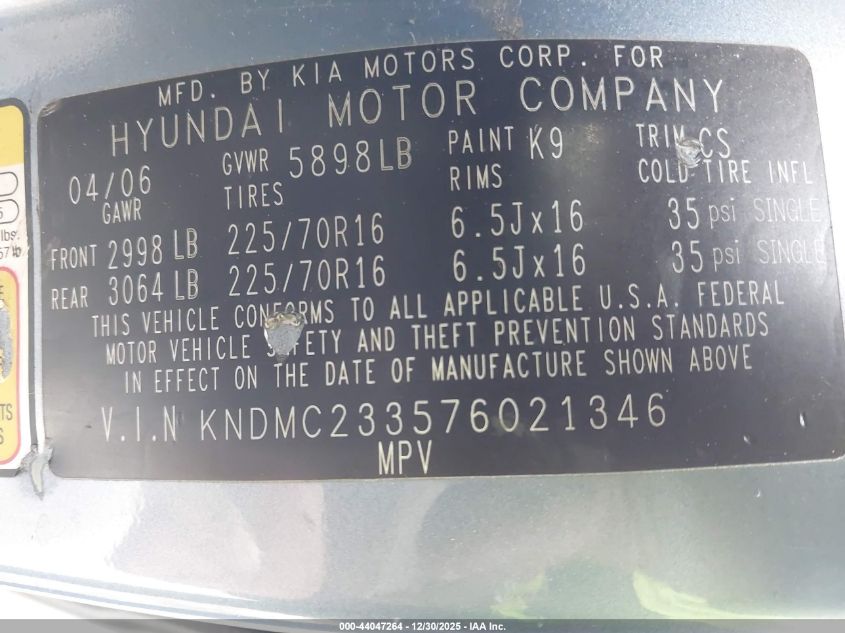 MFD. BY KIA MOTORS CORP. FOR
HYUNDAI MOTOR COMPANY
04/06 GVWR 5898LB PAINT K9 TRIM CS
GAWR TIRES RIMS COLD TIRE INFL
FRONT 2998 LB 225/70R16 6.5Jx16 35 psi SINGLE
REAR 3064 LB 225/70R16 6.5Jx16 35 psi SINGLE
THIS VEHICLE CONFORMS TO ALL APPLICABLE U.S.A. FEDERAL
MOTOR VEHICLE SAFETY AND THEFT PREVENTION STANDARDS
IN EFFECT ON THE DATE OF MANUFACTURE SHOWN ABOVE
V.I.N KNDMC233576021346
MPV
lbs.
000-44047264 - 12/30/2025 - IAA Inc.